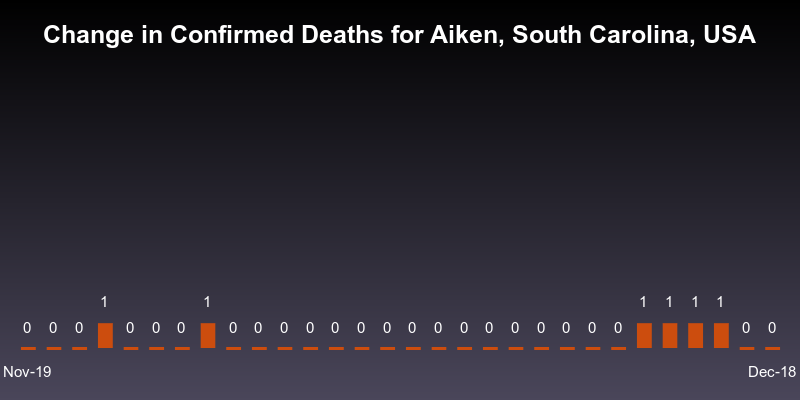 Change in Confirmed Deaths for Aiken, South Carolina, USA
1 1 1 1 1 1
0 0 0 0 0 0 0 0 0 0 0 0 0 0 0 0 0 0 0 0 0 0 0 0
Nov-19 Dec-18